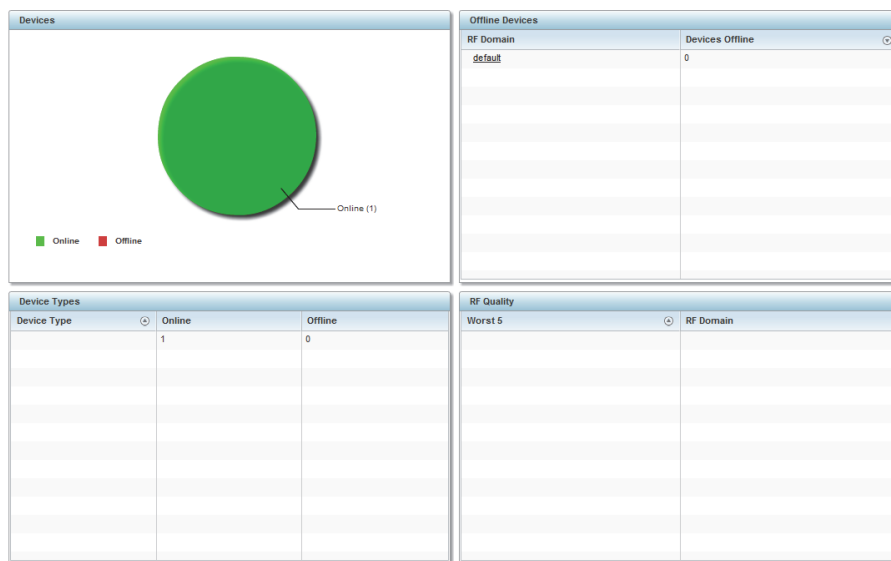 Devices
Online (1)
Online Offline
Offline Devices
RF Domain Devices Offline
default 0
Device Types
Device Type Online Offline
1 0
RF Quality
Worst 5 RF Domain